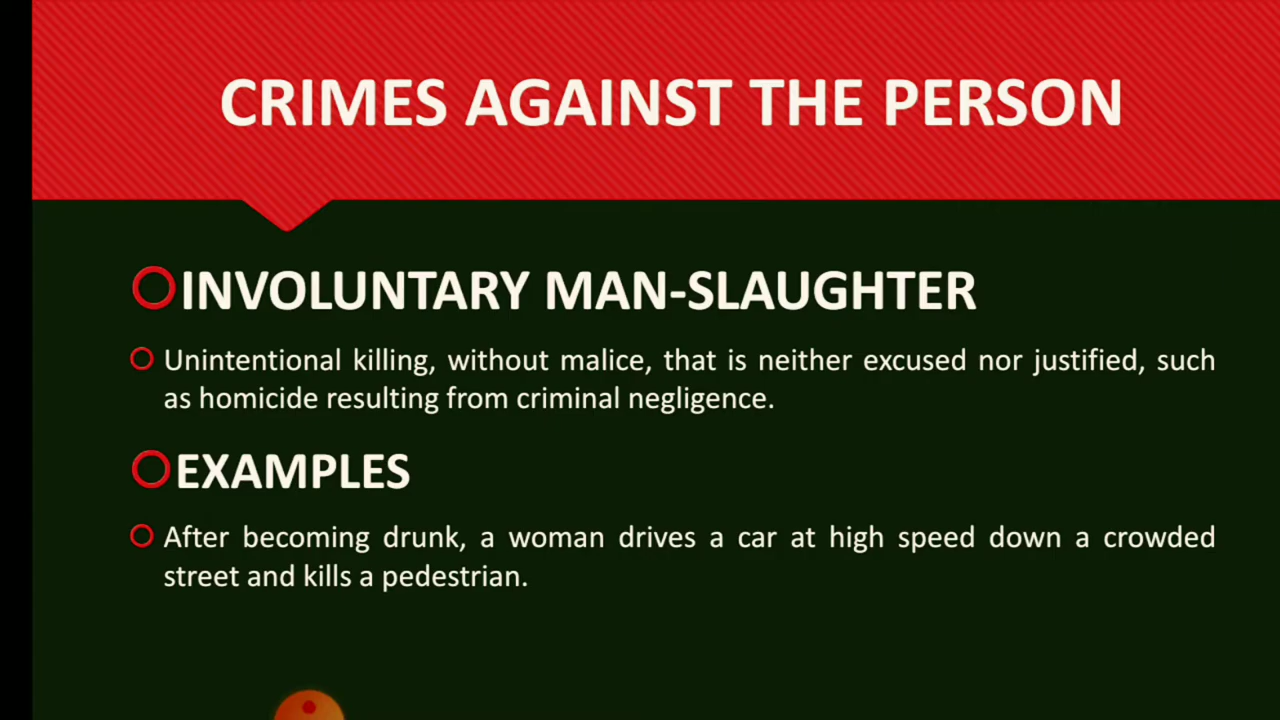 CRIMES AGAINST THE PERSON
INVOLUNTARY MAN-SLAUGHTER
Unintentional killing, without malice, that is neither excused nor justified, such
as homicide resulting from criminal negligence.
EXAMPLES
After becoming drunk, a woman drives a car at high speed down a crowded
street and kills a pedestrian.